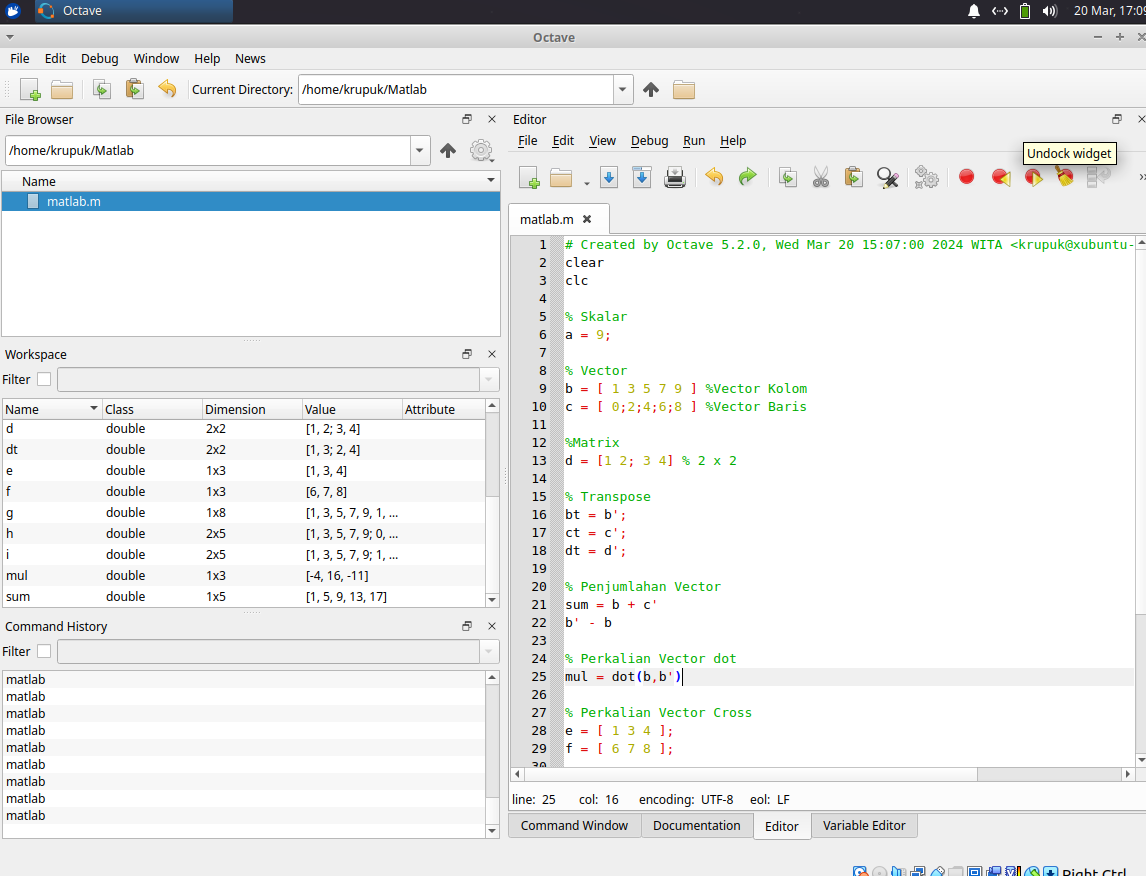 Octave
20 Mar, 17:09
Octave
File Edit Debug Window Help News
Current Directory: /home/krupuk/Matlab
File Browser
/home/krupuk/Matlab
Name
matlab.m
Workspace
Filter
Name Class Dimension Value Attribute
d double 2x2 [1, 2; 3, 4]
dt double 2x2 [1, 3; 2, 4]
e double 1x3 [1, 3, 4]
f double 1x3 [6, 7, 8]
g double 1x8 [1, 3, 5, 7, 9, 1, ...
h double 2x5 [1, 3, 5, 7, 9; 0, ...
i double 2x5 [1, 3, 5, 7, 9; 1, ...
mul double 1x3 [-4, 16, -11]
sum double 1x5 [1, 5, 9, 13, 17]
Command History
Filter
matlab
matlab
matlab
matlab
matlab
matlab
matlab
matlab
matlab
Editor
File Edit View Debug Run Help
Undock widget
matlab.m
1 # Created by Octave 5.2.0, Wed Mar 20 15:07:00 2024 WITA <krupuk@xubuntu-
2 clear
3 clc
4
5 % Skalar
6 a = 9;
7
8 % Vector
9 b = [ 1 3 5 7 9 ] %Vector Kolom
10 c = [ 0;2;4;6;8 ] %Vector Baris
11
12 %Matrix
13 d = [1 2; 3 4] % 2 x 2
14
15 % Transpose
16 bt = b';
17 ct = c';
18 dt = d';
19
20 % Penjumlahan Vector
21 sum = b + c'
22 b' - b
23
24 % Perkalian Vector dot
25 mul = dot(b,b')
26
27 % Perkalian Vector Cross
28 e = [ 1 3 4 ];
29 f = [ 6 7 8 ];
30
line: 25 col: 16 encoding: UTF-8 eol: LF
Command Window Documentation Editor Variable Editor
Right Ctrl